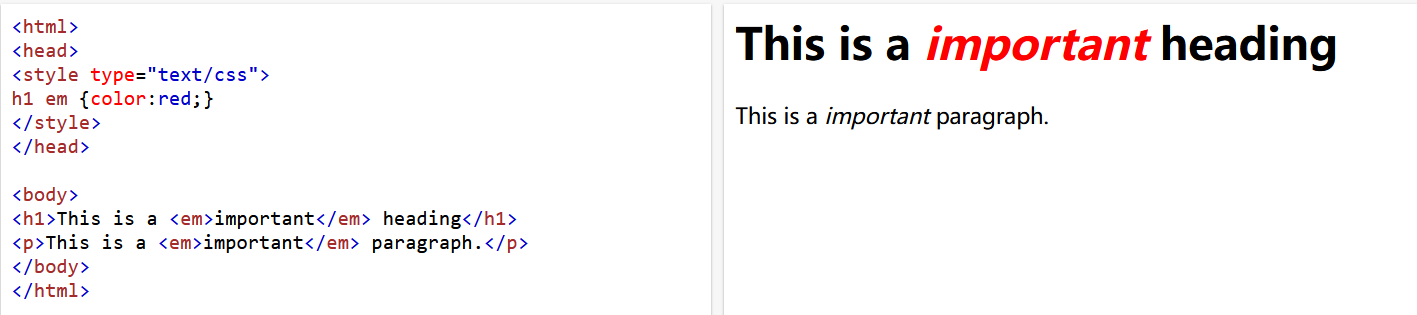 <html>
<head>
<style type="text/css">
h1 em {color:red;}
</style>
</head>

<body>
<h1>This is a <em>important</em> heading</h1>
<p>This is a <em>important</em> paragraph.</p>
</body>
</html>
This is a important heading
This is a important paragraph.